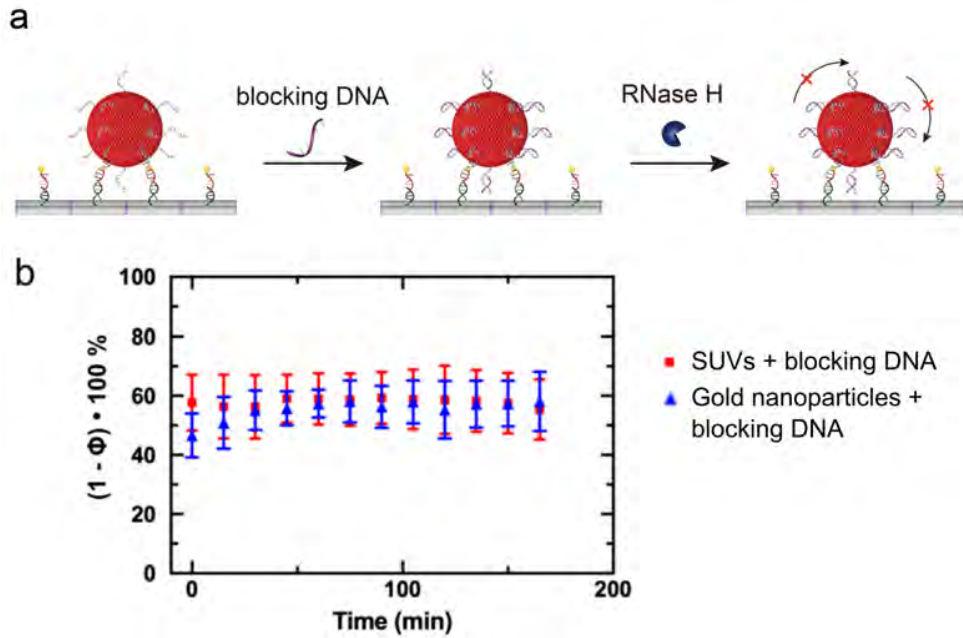 a
blocking DNA
RNase H
b
100
80
60
40
20
0
(1 - Φ) • 100 %
0
100
200
Time (min)
SUVs + blocking DNA
Gold nanoparticles +
blocking DNA